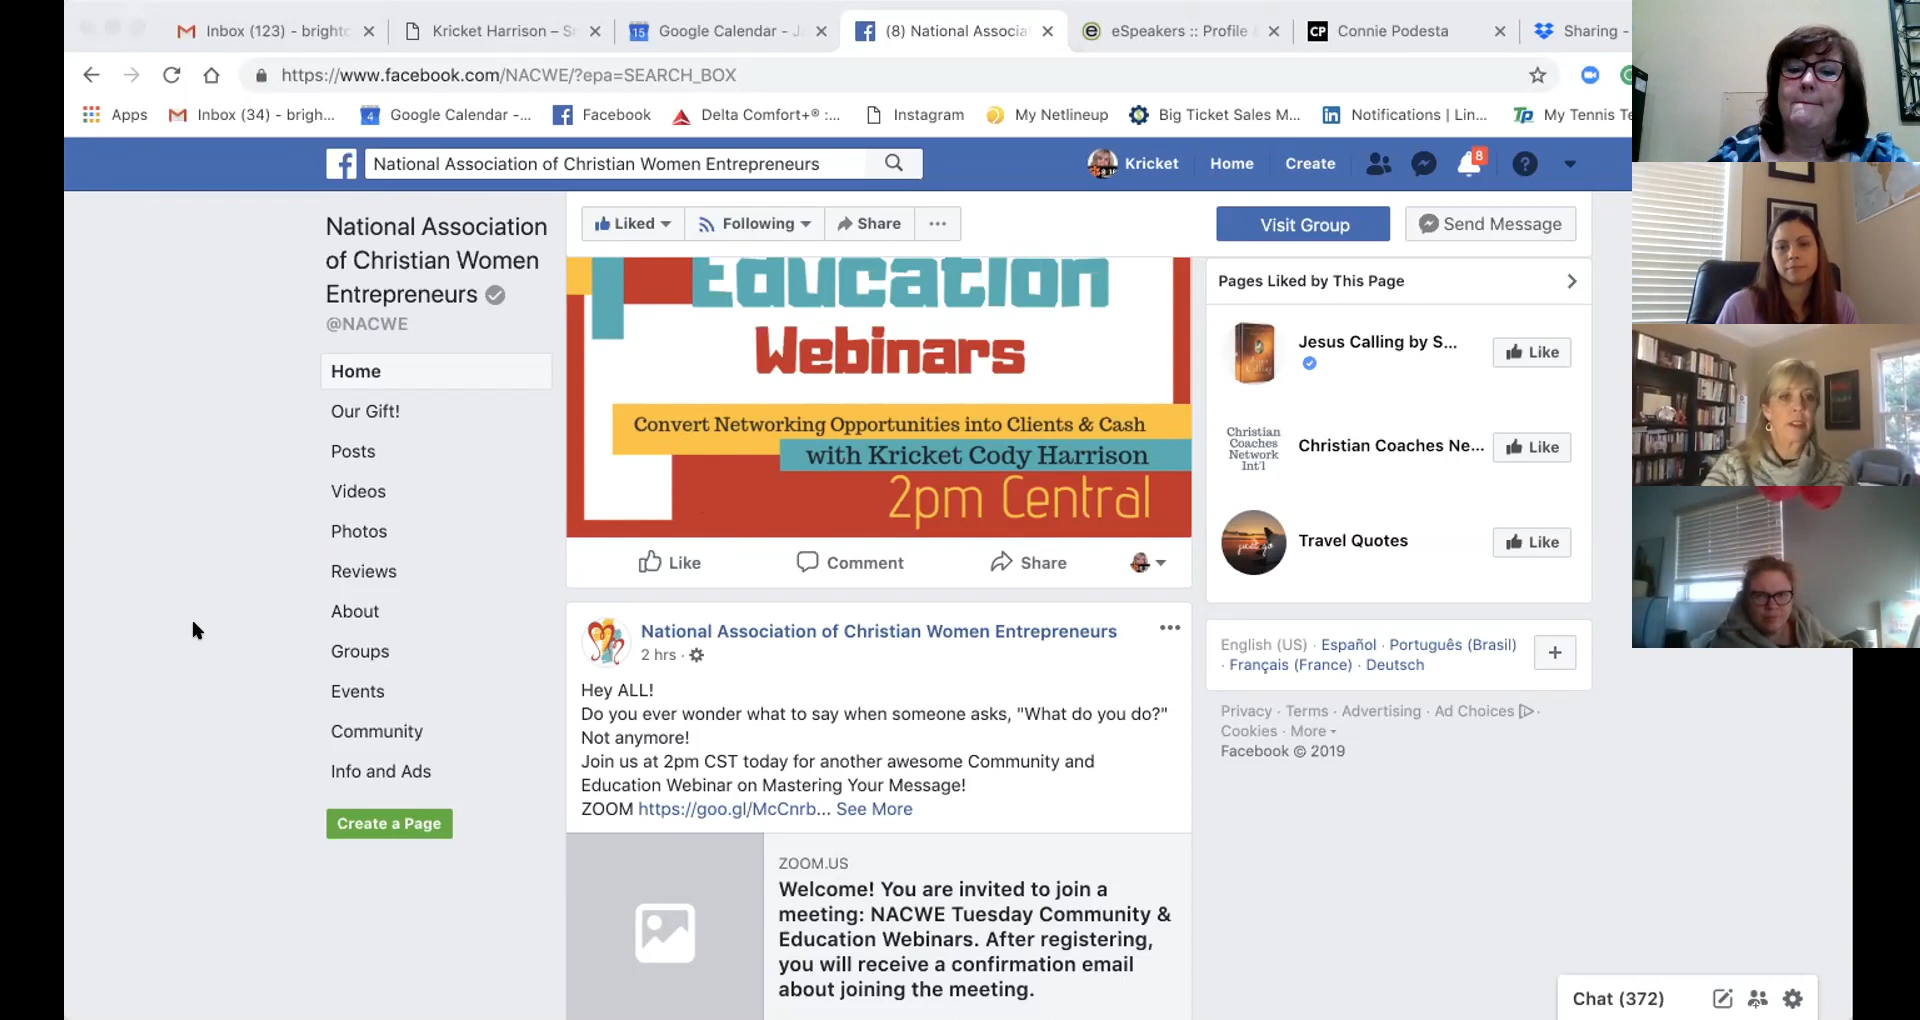 Inbox (123) - brightc
Kricket Harrison – Sm
15 Google Calendar - Ja
(8) National Associa
eSpeakers :: Profile &
CP Connie Podesta
Sharing -
https://www.facebook.com/NACWE/?epa=SEARCH_BOX
Apps
Inbox (34) - brigh...
4 Google Calendar -...
Facebook
Delta Comfort+® :...
Instagram
My Netlineup
Big Ticket Sales M...
Notifications | Lin...
My Tennis Te
National Association of Christian Women Entrepreneurs
Kricket
Home
Create
8
National Association
of Christian Women
Entrepreneurs
@NACWE
Home
Our Gift!
Posts
Videos
Photos
Reviews
About
Groups
Events
Community
Info and Ads
Create a Page
Liked
Following
Share
Visit Group
Send Message
Education
Webinars
Convert Networking Opportunities into Clients & Cash
with Kricket Cody Harrison
2pm Central
Like
Comment
Share
National Association of Christian Women Entrepreneurs
2 hrs ·
Hey ALL!
Do you ever wonder what to say when someone asks, "What do you do?"
Not anymore!
Join us at 2pm CST today for another awesome Community and
Education Webinar on Mastering Your Message!
ZOOM https://goo.gl/McCnrb... See More
ZOOM.US
Welcome! You are invited to join a
meeting: NACWE Tuesday Community &
Education Webinars. After registering,
you will receive a confirmation email
about joining the meeting.
Pages Liked by This Page
Jesus Calling by S...
Like
Christian
Coaches
Network
Int'l
Christian Coaches Ne...
Like
just go
Travel Quotes
Like
English (US) · Español · Português (Brasil)
· Français (France) · Deutsch
Privacy · Terms · Advertising · Ad Choices ·
Cookies · More
Facebook © 2019
Chat (372)